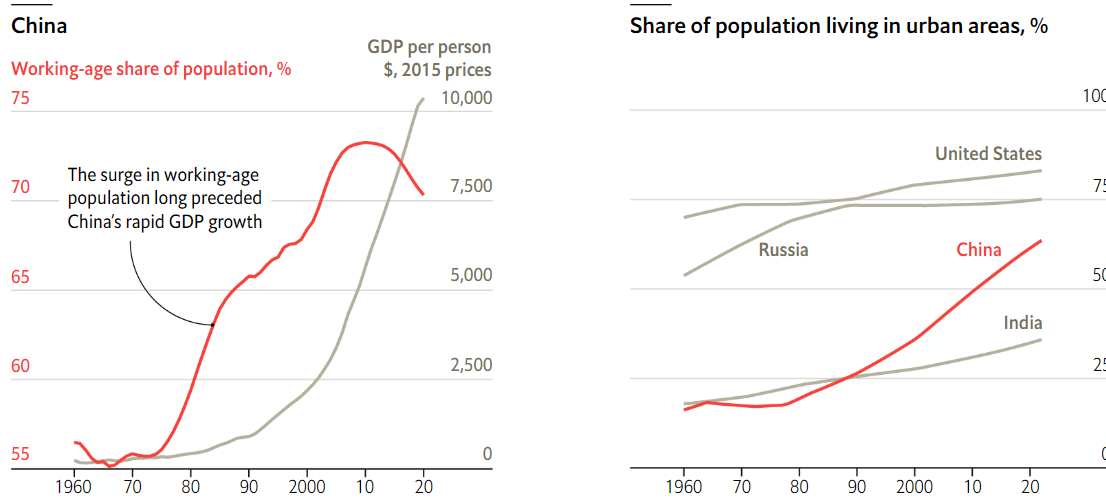 China
Working-age share of population, %
GDP per person
$, 2015 prices
75
70
65
60
55
10,000
7,500
5,000
2,500
0
The surge in working-age
population long preceded
China's rapid GDP growth
1960 70 80 90 2000 10 20
Share of population living in urban areas, %
United States
Russia
China
India
25
0
1960 70 80 90 2000 10 20